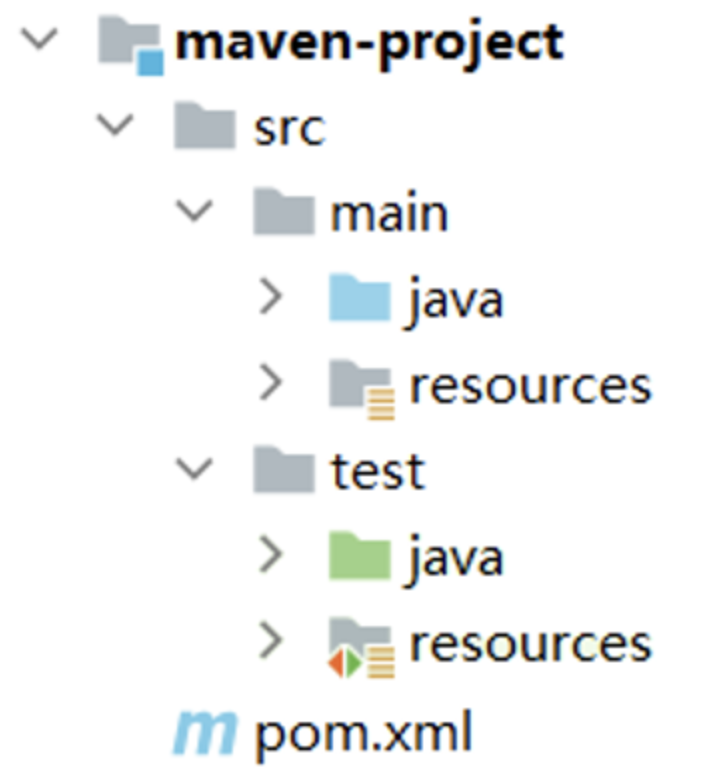 maven-project
src
main
java
resources
test
java
resources
m pom.xml